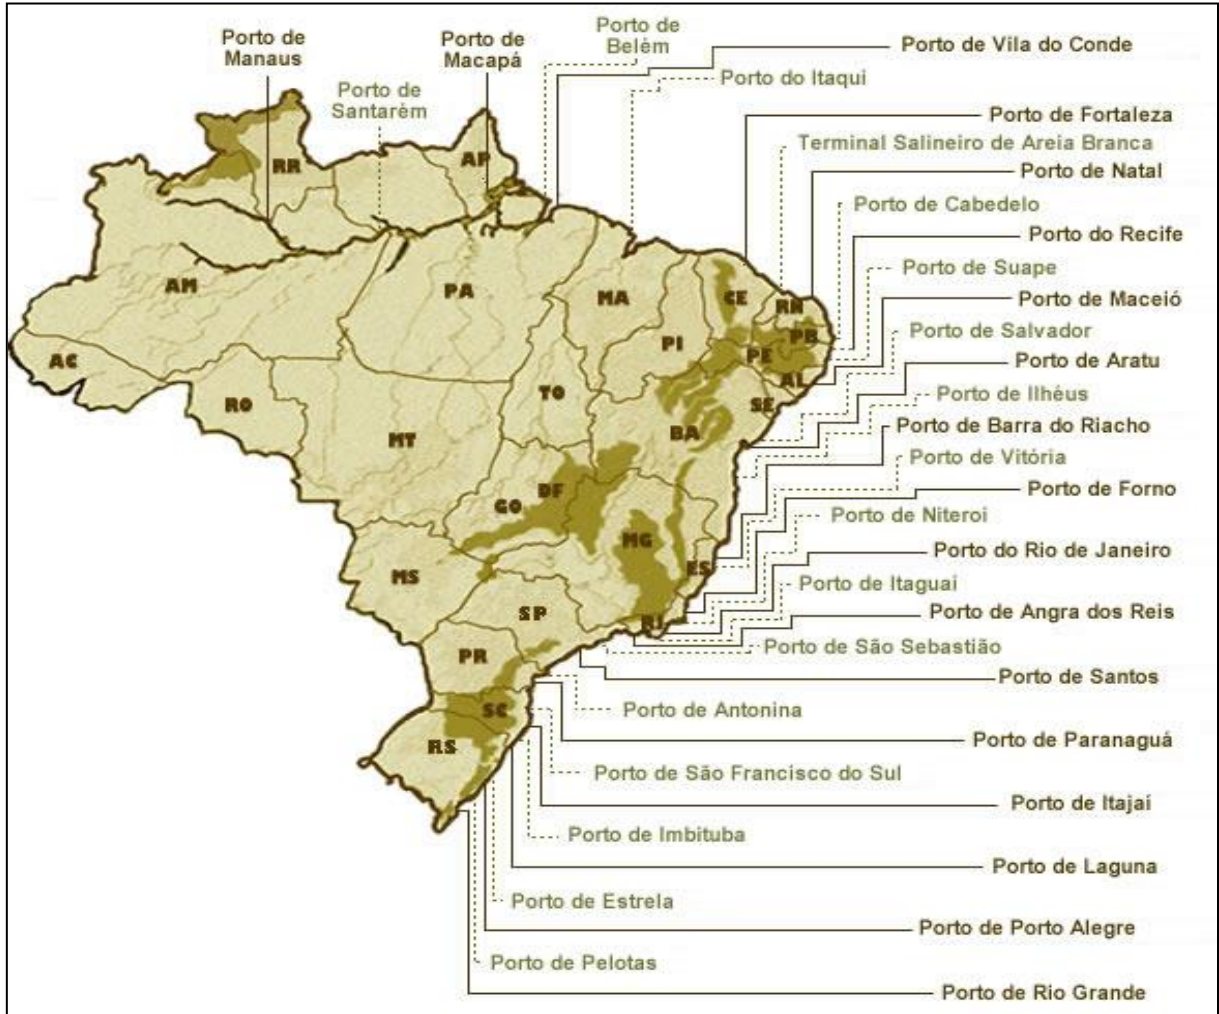 Porto de
Manaus
Porto de
Santarém
Porto de
Macapá
Porto de
Belém
Porto de Vila do Conde
Porto do Itaqui
Porto de Fortaleza
Terminal Salineiro de Areia Branca
Porto de Natal
Porto de Cabedelo
Porto do Recife
Porto de Suape
Porto de Maceió
Porto de Salvador
Porto de Aratu
Porto de Ilhéus
Porto de Barra do Riacho
Porto de Vitória
Porto de Forno
Porto de Niteroi
Porto do Rio de Janeiro
Porto de Itaguaí
Porto de Angra dos Reis
Porto de São Sebastião
Porto de Santos
Porto de Antonina
Porto de Paranaguá
Porto de São Francisco do Sul
Porto de Itajaí
Porto de Imbituba
Porto de Laguna
Porto de Estrela
Porto de Porto Alegre
Porto de Pelotas
Porto de Rio Grande
RR
AP
AM
PA
MA
CE
RN
PB
PI
PE
AL
AC
RO
TO
SE
MT
BA
DF
GO
MG
ES
MS
SP
RJ
PR
SC
RS